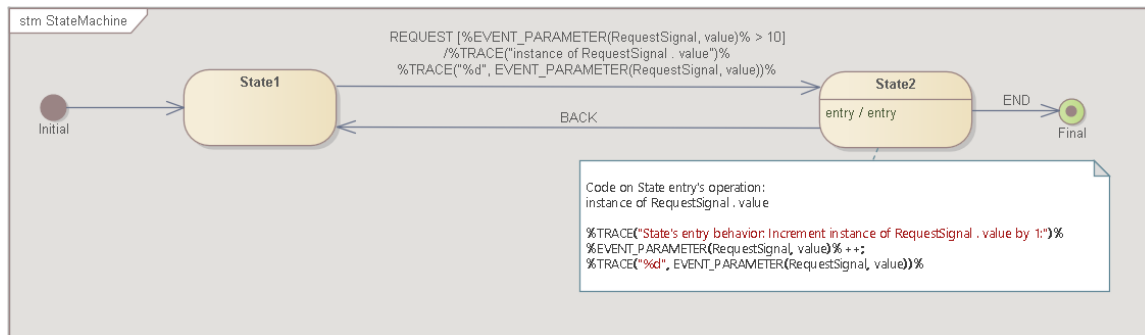 stm StateMachine
REQUEST [%EVENT_PARAMETER(RequestSignal, value)% > 10]
/%TRACE("instance of RequestSignal . value")%
%TRACE("%d", EVENT_PARAMETER(RequestSignal, value))%
State1
State2
entry / entry
Initial
BACK
END
Final
Code on State entry's operation:
instance of RequestSignal . value
%TRACE("State's entry behavior: Increment instance of RequestSignal . value by 1:")%
%EVENT_PARAMETER(RequestSignal, value)% ++;
%TRACE("%d", EVENT_PARAMETER(RequestSignal, value))%